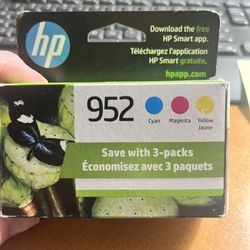 Download the free
HP Smart app.
Téléchargez l'appli
HP Smart gratuite.
hpapp.com
hp
952
Cyan
Magenta
Yellow
Jaune
Save with 3-packs
Économisez avec 3 paquets